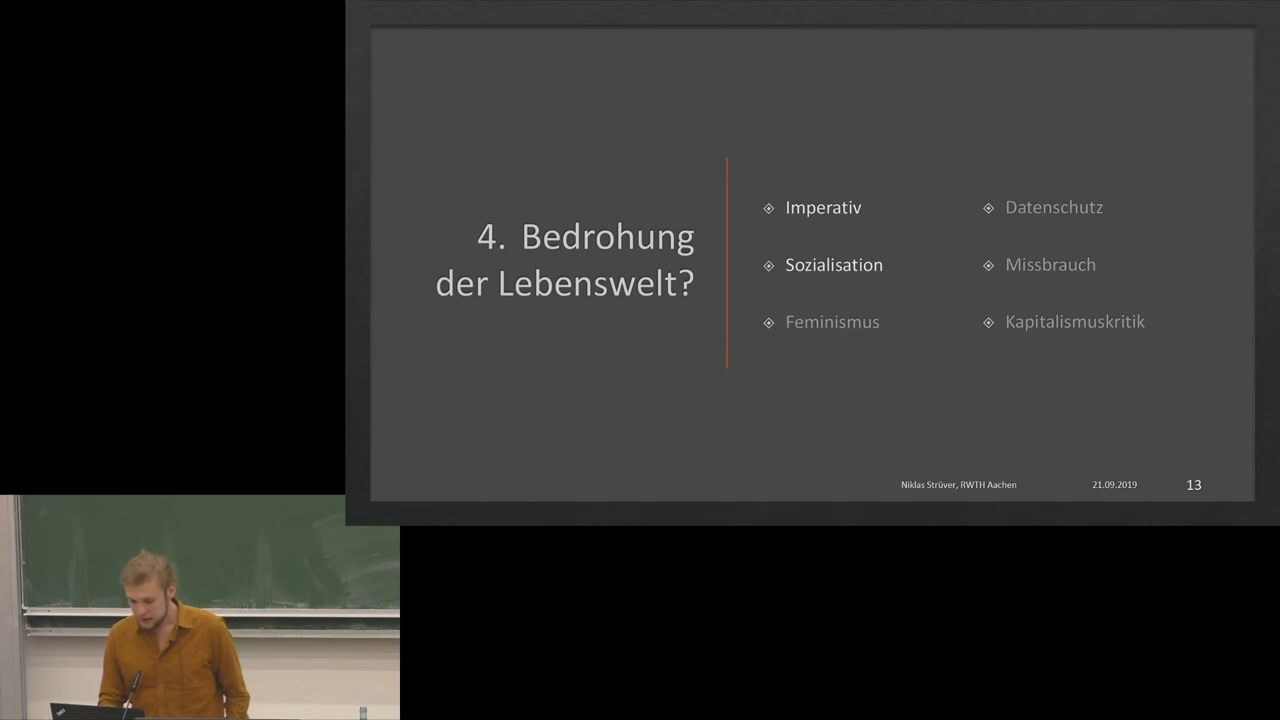 4. Bedrohung
der Lebenswelt?
Imperativ
Sozialisation
Feminismus
Datenschutz
Missbrauch
Kapitalismuskritik
Niklas Strüver, RWTH Aachen
21.09.2019
13